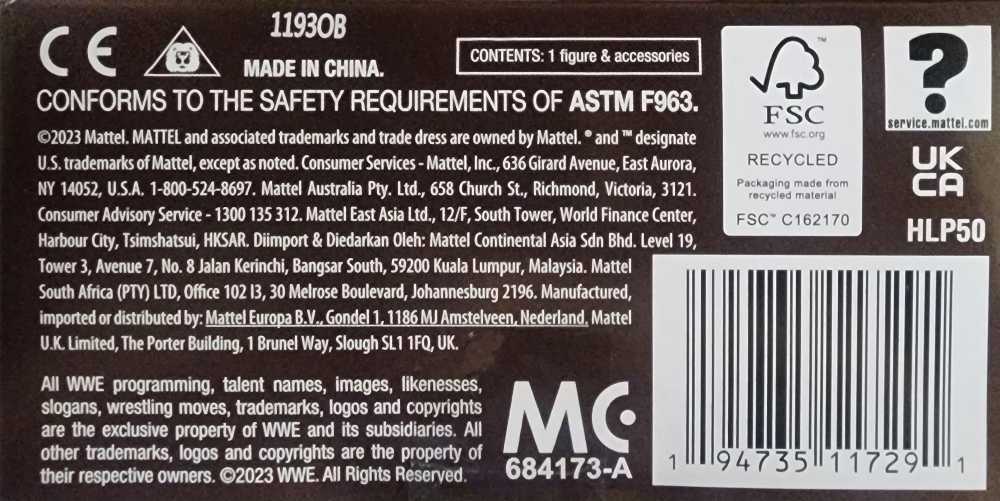 CE
11930B
MADE IN CHINA.
CONTENTS: 1 figure & accessories
CONFORMS TO THE SAFETY REQUIREMENTS OF ASTM F963.
©2023 Mattel. MATTEL and associated trademarks and trade dress are owned by Mattel. ® and ™ designate
U.S. trademarks of Mattel, except as noted. Consumer Services - Mattel, Inc., 636 Girard Avenue, East Aurora,
NY 14052, U.S.A. 1-800-524-8697. Mattel Australia Pty. Ltd., 658 Church St., Richmond, Victoria, 3121.
Consumer Advisory Service - 1300 135 312. Mattel East Asia Ltd., 12/F, South Tower, World Finance Center,
Harbour City, Tsimshatsui, HKSAR. Diimport & Diedarkan Oleh: Mattel Continental Asia Sdn Bhd. Level 19,
Tower 3, Avenue 7, No. 8 Jalan Kerinchi, Bangsar South, 59200 Kuala Lumpur, Malaysia. Mattel
South Africa (PTY) LTD, Office 102 I3, 30 Melrose Boulevard, Johannesburg 2196. Manufactured,
imported or distributed by: Mattel Europa B.V., Gondel 1, 1186 MJ Amstelveen, Nederland. Mattel
U.K. Limited, The Porter Building, 1 Brunel Way, Slough SL1 1FQ, UK.
All WWE programming, talent names, images, likenesses,
slogans, wrestling moves, trademarks, logos and copyrights
are the exclusive property of WWE and its subsidiaries. All
other trademarks, logos and copyrights are the property of
their respective owners. ©2023 WWE. All Rights Reserved.
MC
684173-A
™
FSC
www.fsc.org
RECYCLED
Packaging made from
recycled material
FSC™ C162170
?
service.mattel.com
UK
CA
HLP50
1 94735 11729 1